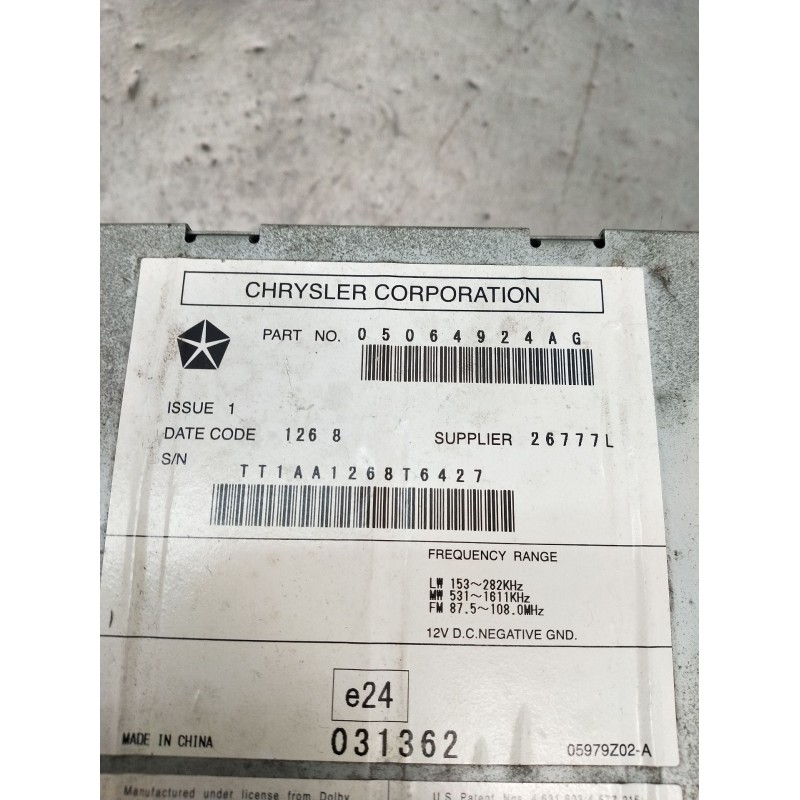 CHRYSLER CORPORATION
PART NO. 05064924AG
ISSUE 1
DATE CODE 1268 SUPPLIER 26777L
S/N
TT1AA1268T6427
FREQUENCY RANGE
LW 153~282KHz
MW 531~1611KHz
FM 87.5~108.0MHz
12V D.C.NEGATIVE GND.
e24
MADE IN CHINA 031362 05979Z02-A
Manufactured under license from Dolby
U.S. Patent